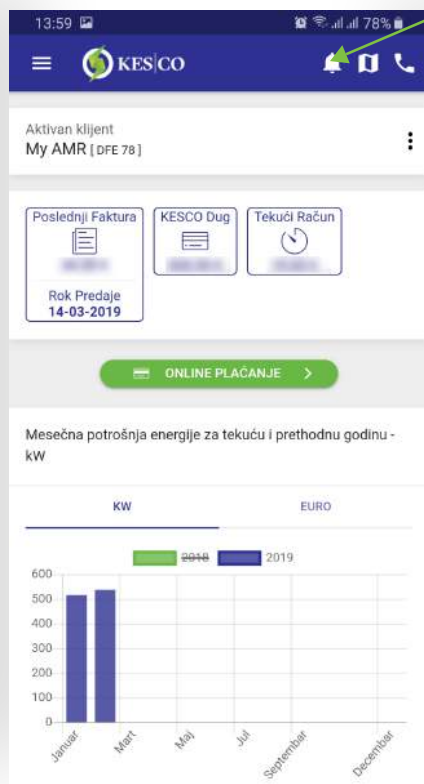 13:59 78%
KES|CO
Aktivan klijent
My AMR [ DFE 78 ]
Poslednji Faktura
KESCO Dug
Tekući Račun
Rok Predaje
14-03-2019
ONLINE PLAĆANJE
Mesečna potrošnja energije za tekuću i prethodnu godinu -
kW
KW EURO
2018 2019
600
500
400
300
200
100
0
Januar Mart Maj Jul Septembar Decembar